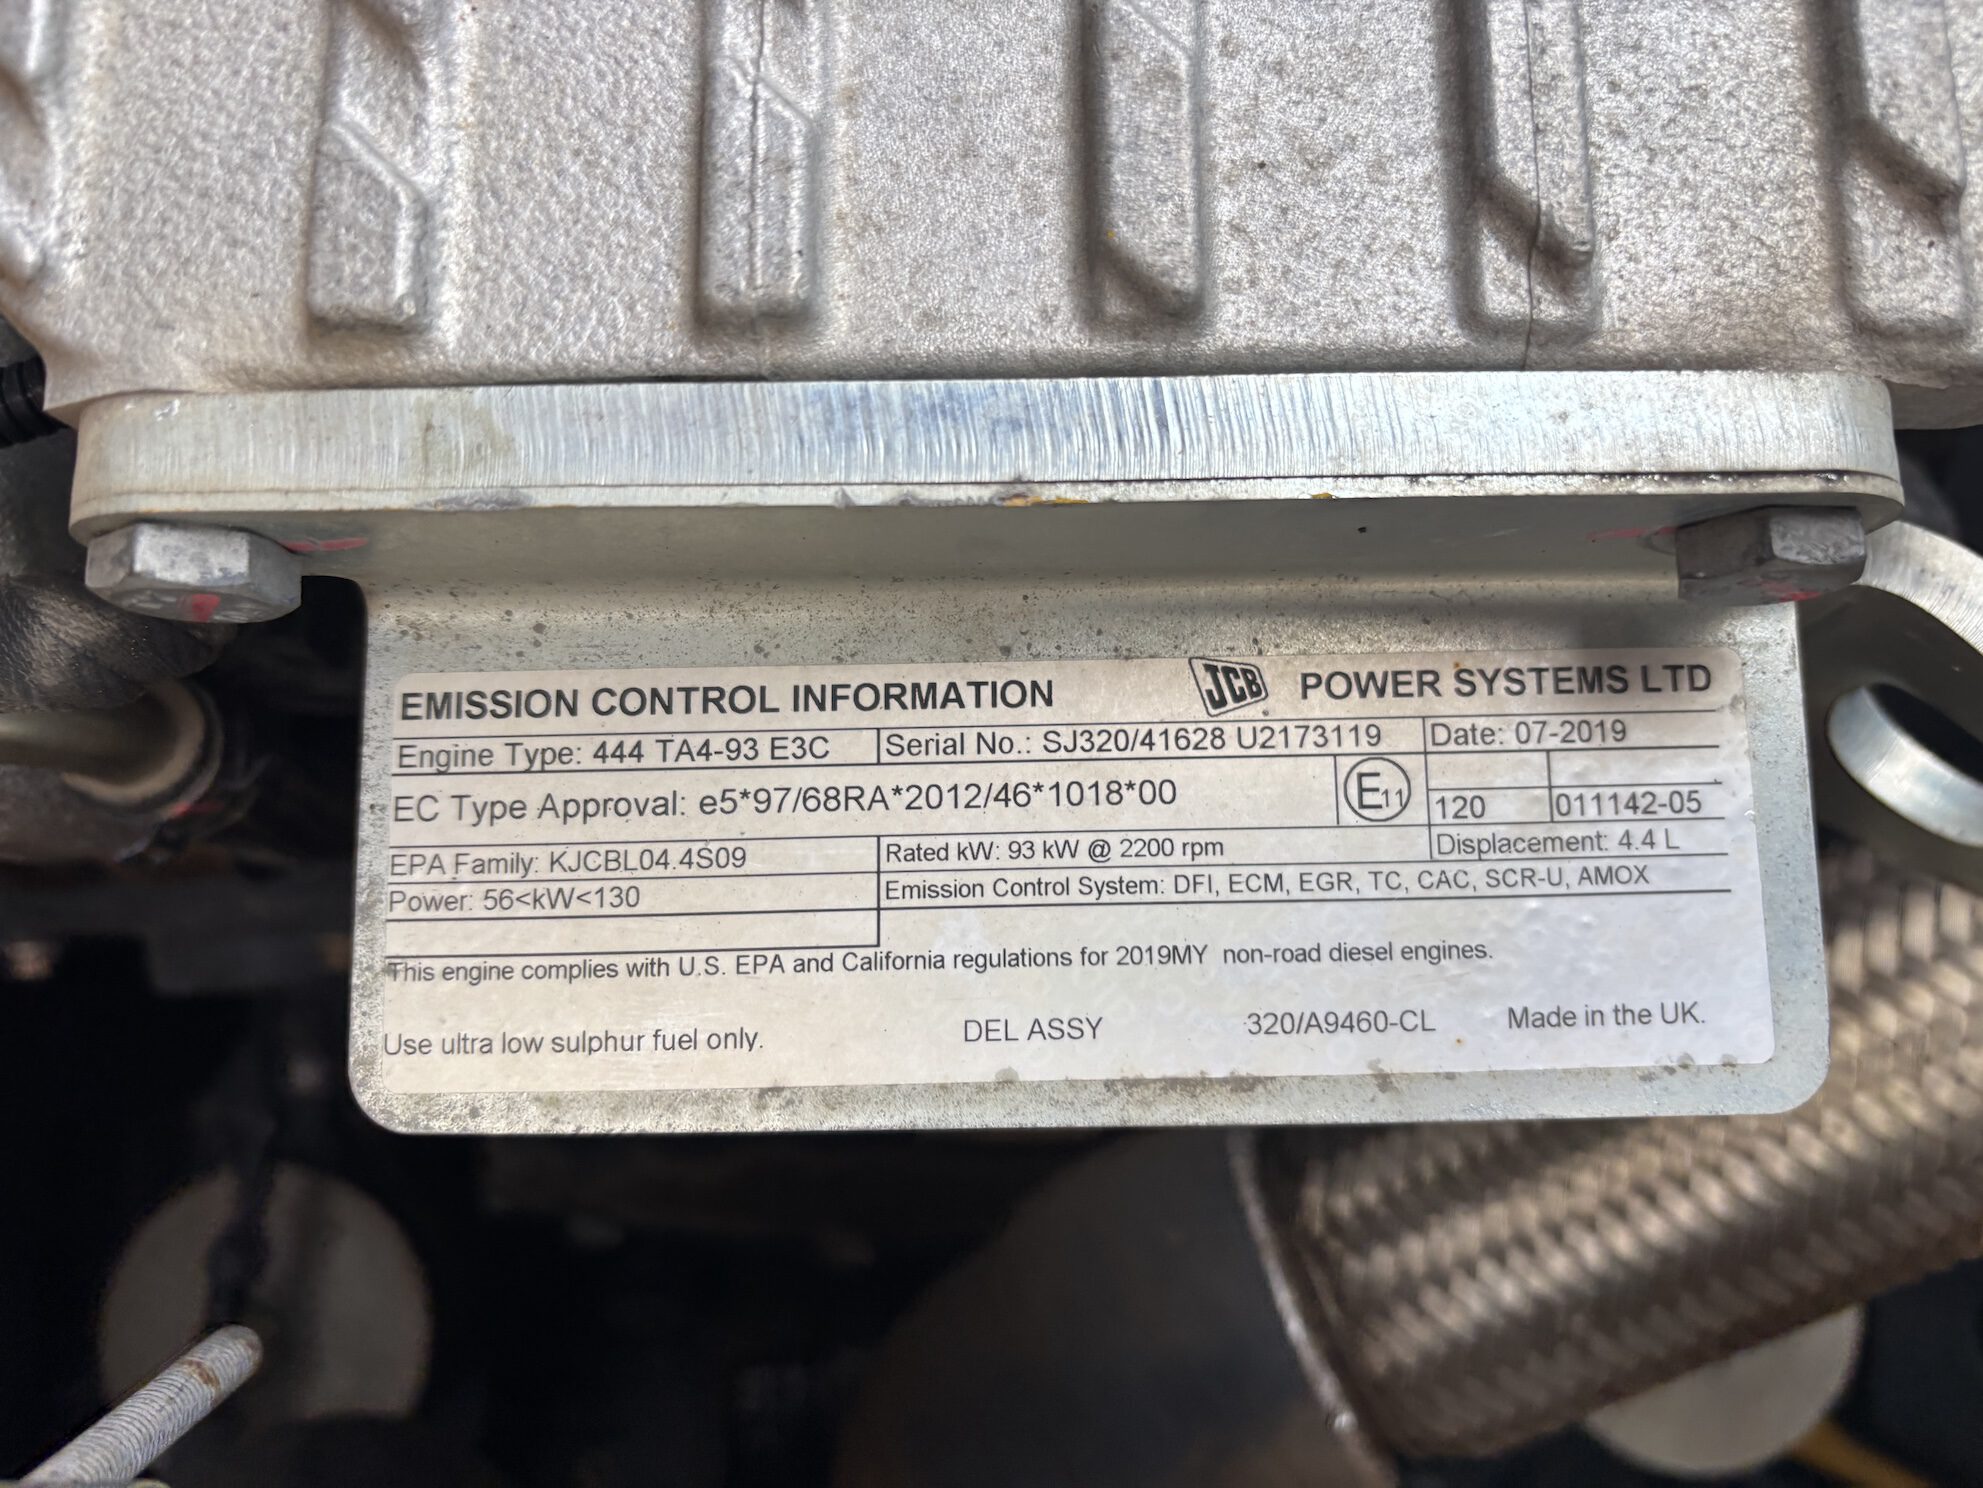 EMISSION CONTROL INFORMATION JCB POWER SYSTEMS LTD
Engine Type: 444 TA4-93 E3C Serial No.: SJ320/41628 U2173119 Date: 07-2019
EC Type Approval: e5*97/68RA*2012/46*1018*00 E11 120 011142-05
EPA Family: KJCBL04.4S09 Rated kW: 93 kW @ 2200 rpm Displacement: 4.4 L
Power: 56<kW<130 Emission Control System: DFI, ECM, EGR, TC, CAC, SCR-U, AMOX
This engine complies with U.S. EPA and California regulations for 2019MY non-road diesel engines.
Use ultra low sulphur fuel only. DEL ASSY 320/A9460-CL Made in the UK.